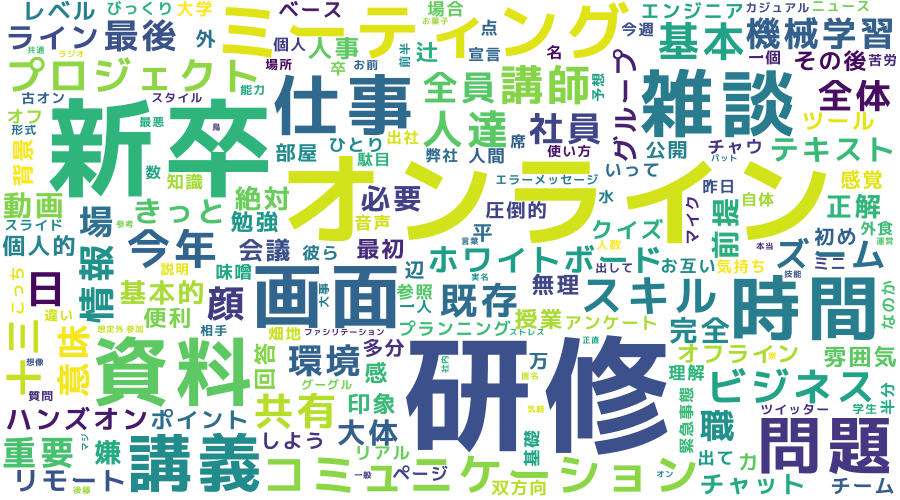 レベル
びっくり
大学
ベース
ミーティング
お菓子
場合
エンジニア
カジュアル
ニュース
ライン
最後
外
個人
人事
辻
点
宣言
今週
基本
機械学習
共通
ラジオ
プロジェクト
場所
卒
お前
前半
名
一個
その後
苦労
古オン
スタイル
能力
仕事
全員
講師
予想
グループ
雑談
全体
オフ
形式
最悪
新卒
鳥
人達
社員
ツール
背景
数
部屋
ひとり
出社
席
使い方
公開
チャウ
テキスト
駄目
弊社
人間
パット
知識
エラーメッセージ
いって
感覚
動画
きっと
絶対
オンライン
必要
圧倒的
水
マイク
昨日
自体
正解
スライド
参考
勉強
音声
クイズ
前提
外食
運営
個人的
場
今年
会議
彼ら
最初
平
言葉
ホワイトボード
人数
本当
ズーム
初め
こっち
情報
説明
味噌
画面
大事
辺
実名
出して
お互い
気持ち
ミニ
技能
日
基本的
顔
参照
一人
既存
無理
スキル
時間
なのか
三
違い
便利
想定外
参加
畑地
ファシリテーション
プランニング
ストレス
授業
アンケート
完全
十
想像
意味
資料
相手
回答
環境
多分
研修
万
正直
オフライン
家
雰囲気
質問
グーグル
感
社内
匿名
理解
ビジネス
半分
ハンズオン
ポイント
共有
印象
気軽
緊急事態
ツイッター
学生
重要
マジ
嫌
講義
しよう
大体
リアル
基礎
職
問題
リモート
後藤
コミュニケーション
一般
ページ
双方向
オン
出て
力
チャット
チーム